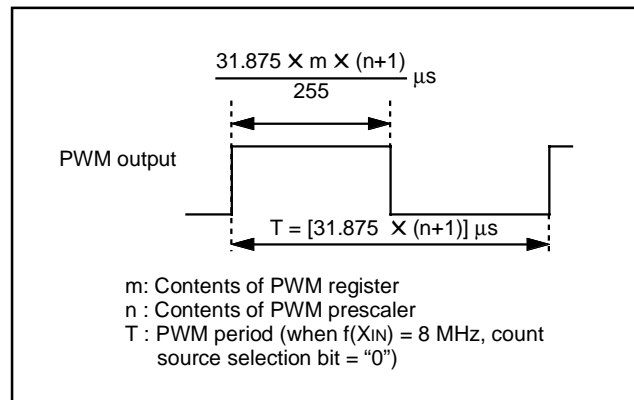 31.875 × m × (n+1)
255
μs
PWM output
T = [31.875 × (n+1)] μs
m: Contents of PWM register
n : Contents of PWM prescaler
T : PWM period (when f(XIN) = 8 MHz, count
source selection bit = “0”)